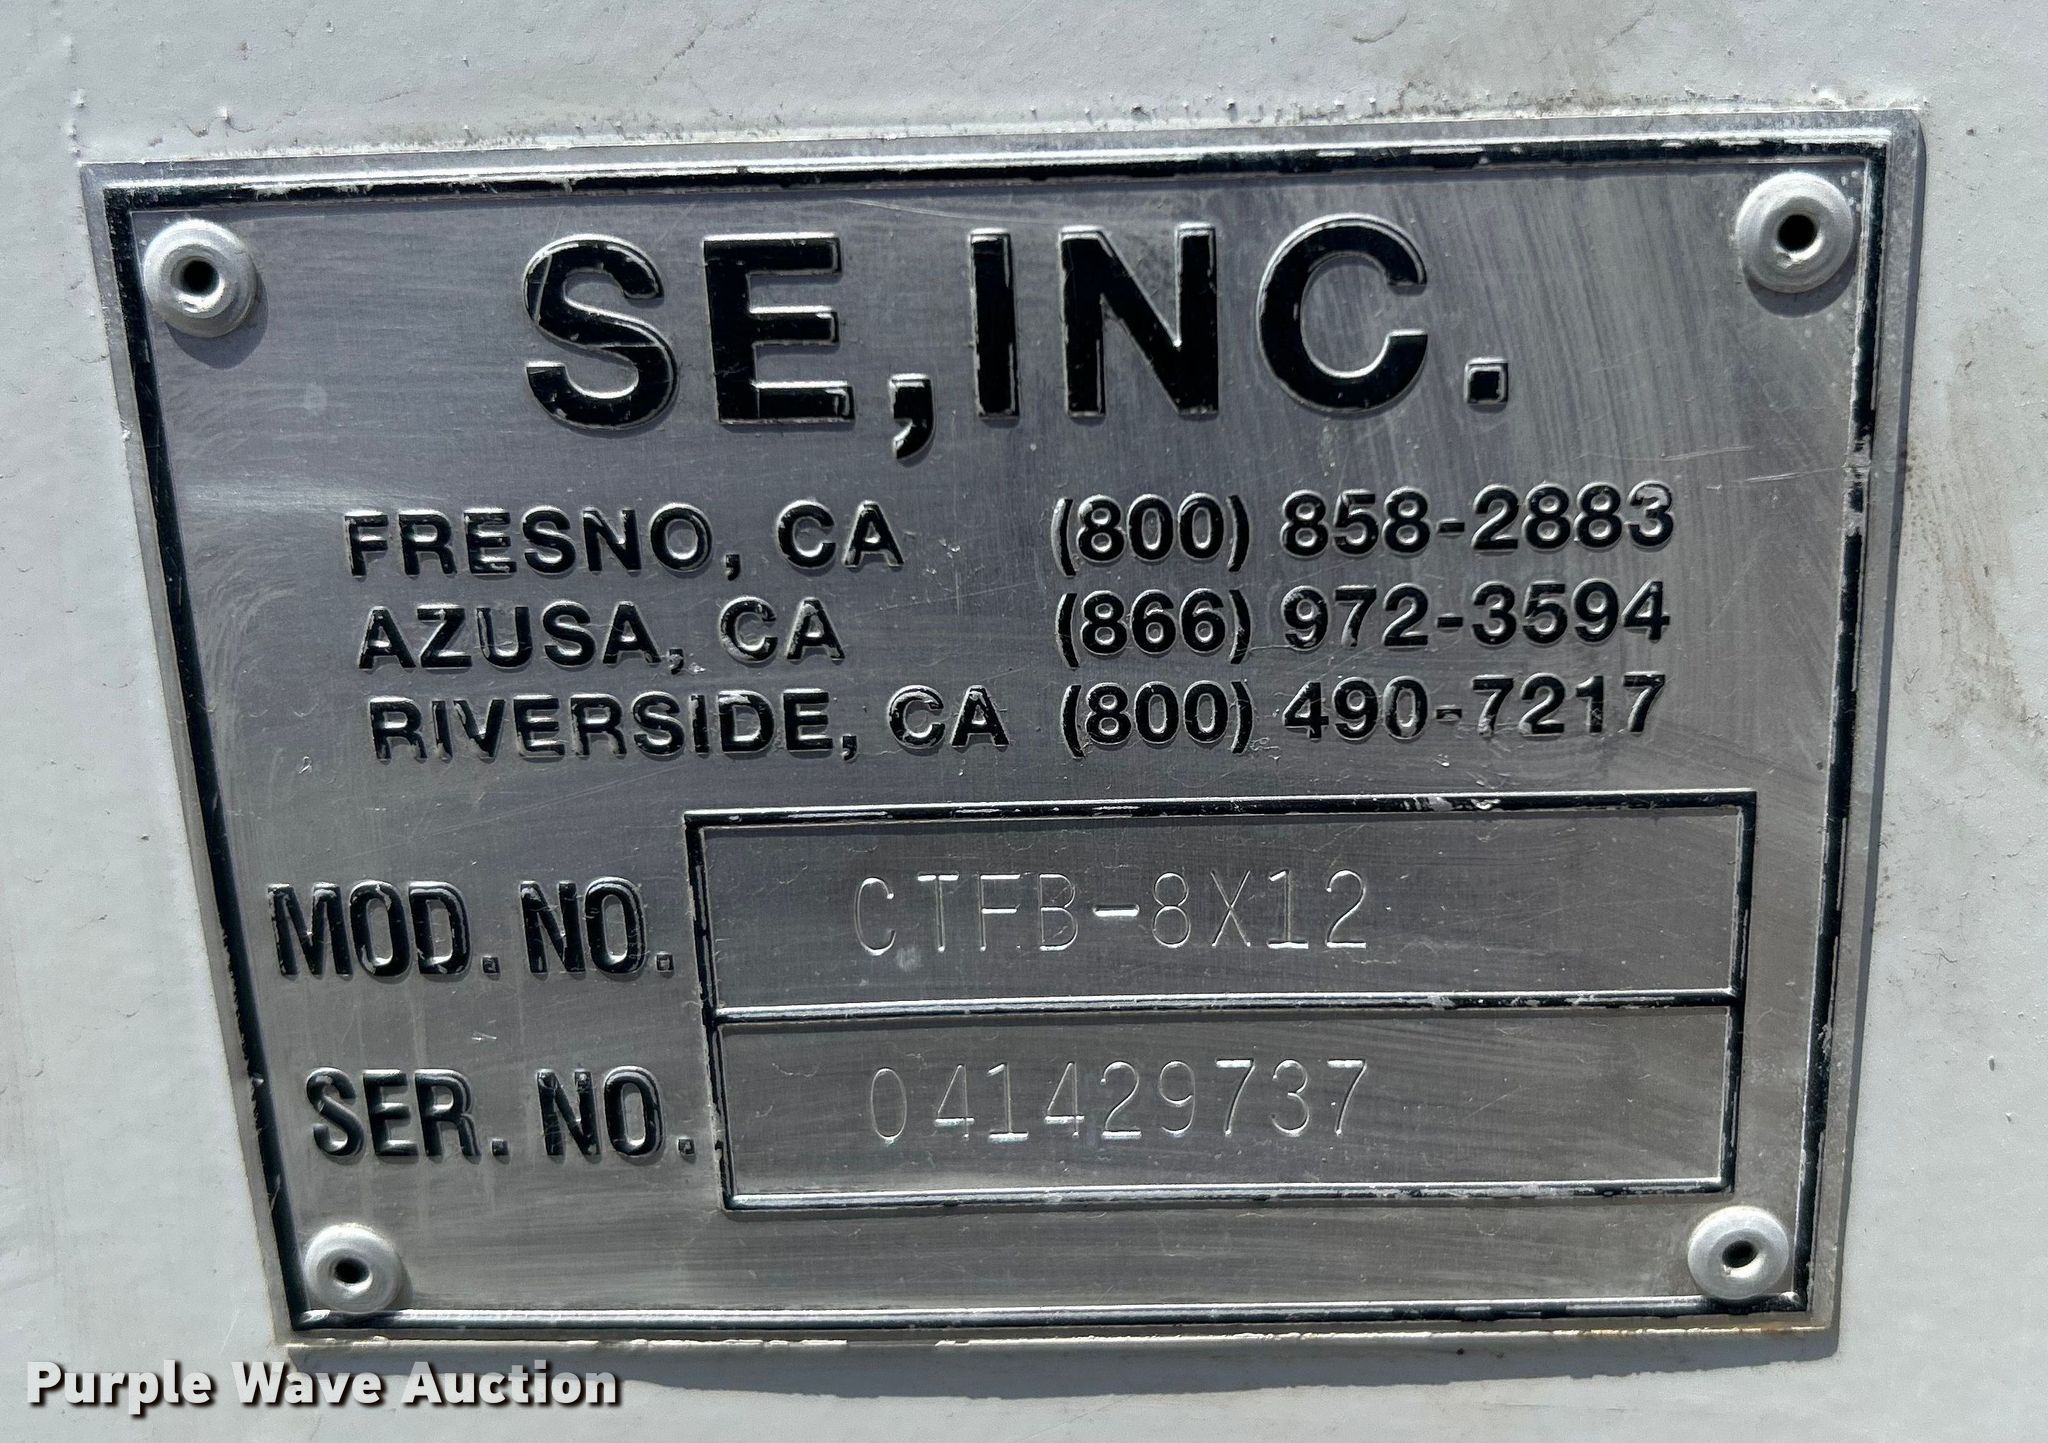 SE,INC.
FRESNO, CA (800) 858-2883
AZUSA, CA (866) 972-3594
RIVERSIDE, CA (800) 490-7217
MOD. NO. CTFB-8X12
SER. NO. 041429737
Purple Wave Auction